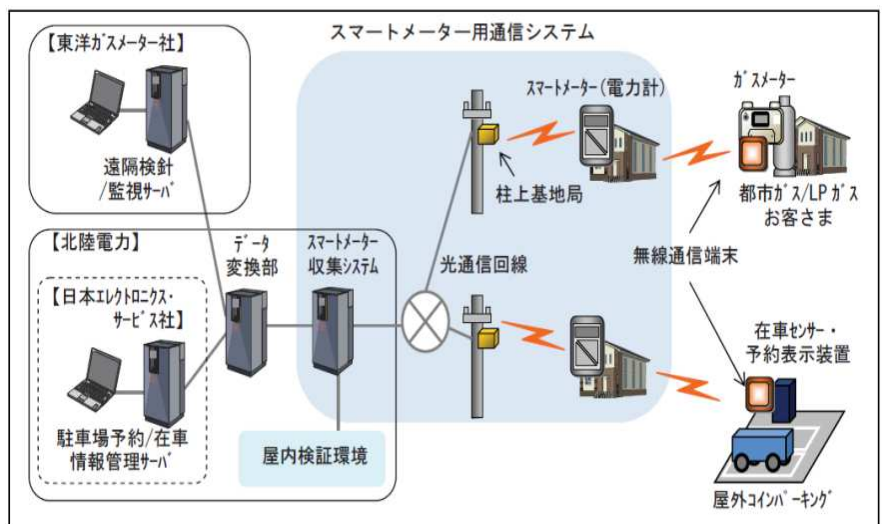 スマートメーター用通信システム
【東洋ガスメーター社】
遠隔検針
/監視サーバ
【北陸電力】
【日本エレクトロニクス・
サービス社】
駐車場予約/在車
情報管理サーバ
データ
変換部
スマートメーター
収集システム
屋内検証環境
光通信回線
柱上基地局
スマートメーター(電力計)
ガスメーター
都市ガス/LPガス
お客さま
無線通信端末
在車センサー・
予約表示装置
屋外コインパーキング